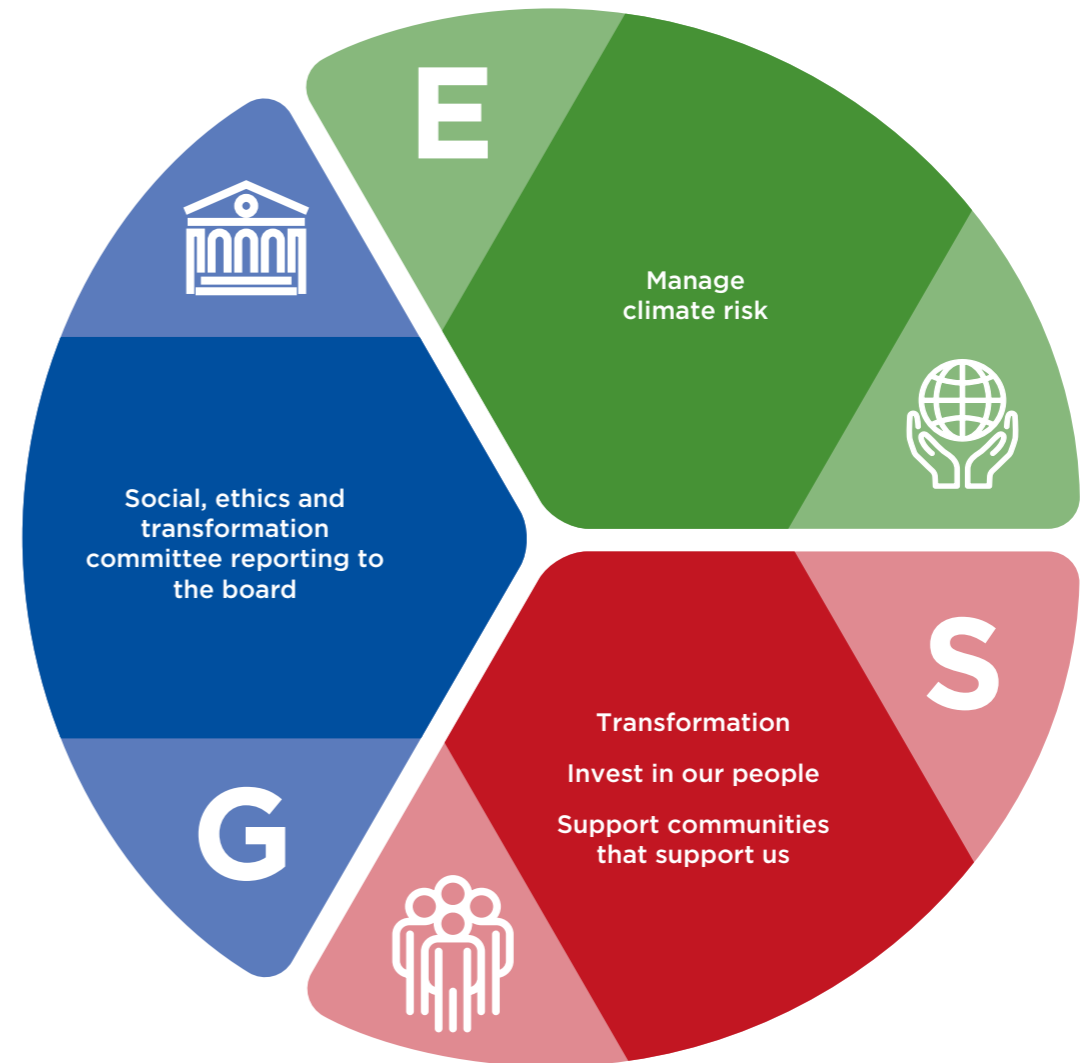 E
Manage
climate risk
S
Transformation
Invest in our people
Support communities
that support us
G
Social, ethics and
transformation
committee reporting to
the board